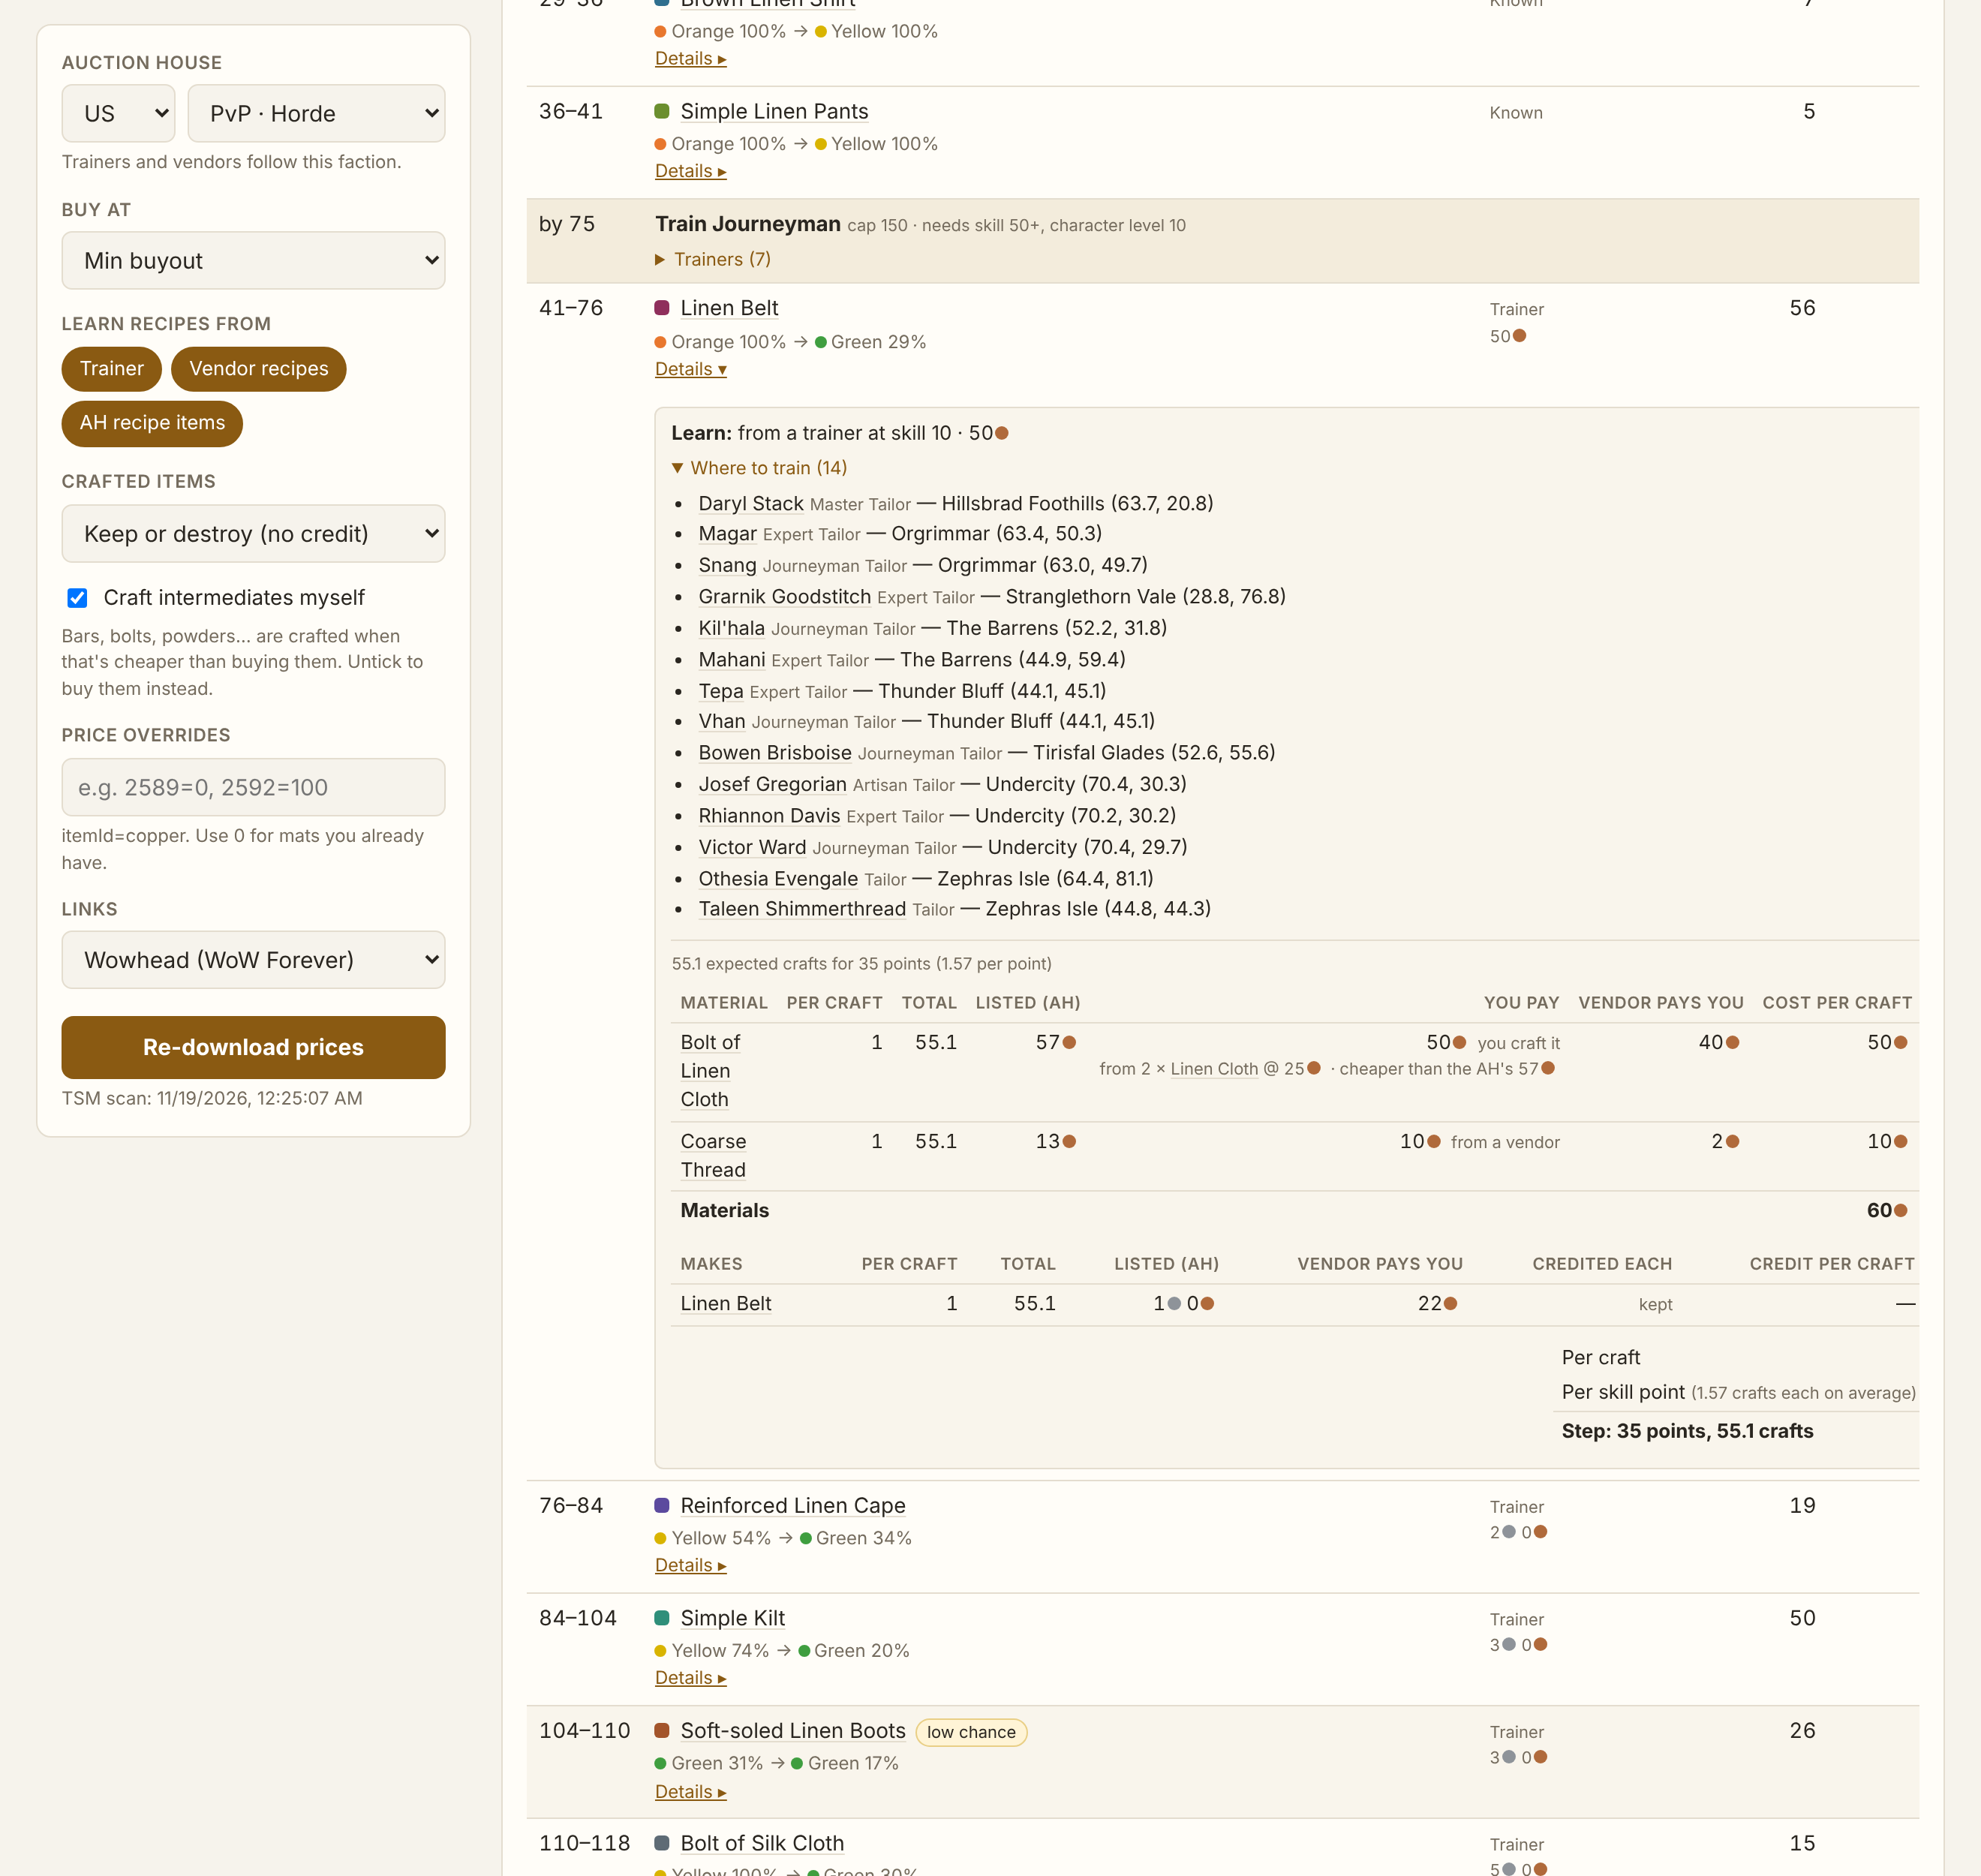 AUCTION HOUSE
US PvP · Horde
Trainers and vendors follow this faction.
BUY AT
Min buyout
LEARN RECIPES FROM
Trainer Vendor recipes
AH recipe items
CRAFTED ITEMS
Keep or destroy (no credit)
Craft intermediates myself
Bars, bolts, powders... are crafted when
that's cheaper than buying them. Untick to
buy them instead.
PRICE OVERRIDES
e.g. 2589=0, 2592=100
itemId=copper. Use 0 for mats you already
have.
LINKS
Wowhead (WoW Forever)
Re-download prices
TSM scan: 11/19/2026, 12:25:07 AM
29–36 Brown Linen Shirt Known 7
Orange 100% → Yellow 100%
Details ▸
36–41 Simple Linen Pants Known 5
Orange 100% → Yellow 100%
Details ▸
by 75 Train Journeyman cap 150 · needs skill 50+, character level 10
▶ Trainers (7)
41–76 Linen Belt Trainer 56
Orange 100% → Green 29% 50
Details ▾
Learn: from a trainer at skill 10 · 50
▼ Where to train (14)
• Daryl Stack Master Tailor — Hillsbrad Foothills (63.7, 20.8)
• Magar Expert Tailor — Orgrimmar (63.4, 50.3)
• Snang Journeyman Tailor — Orgrimmar (63.0, 49.7)
• Grarnik Goodstitch Expert Tailor — Stranglethorn Vale (28.8, 76.8)
• Kil'hala Journeyman Tailor — The Barrens (52.2, 31.8)
• Mahani Expert Tailor — The Barrens (44.9, 59.4)
• Tepa Expert Tailor — Thunder Bluff (44.1, 45.1)
• Vhan Journeyman Tailor — Thunder Bluff (44.1, 45.1)
• Bowen Brisboise Journeyman Tailor — Tirisfal Glades (52.6, 55.6)
• Josef Gregorian Artisan Tailor — Undercity (70.4, 30.3)
• Rhiannon Davis Expert Tailor — Undercity (70.2, 30.2)
• Victor Ward Journeyman Tailor — Undercity (70.4, 29.7)
• Othesia Evengale Tailor — Zephras Isle (64.4, 81.1)
• Taleen Shimmerthread Tailor — Zephras Isle (44.8, 44.3)
55.1 expected crafts for 35 points (1.57 per point)
MATERIAL PER CRAFT TOTAL LISTED (AH) YOU PAY VENDOR PAYS YOU COST PER CRAFT
Bolt of 1 55.1 57 50 you craft it 40 50
Linen from 2 × Linen Cloth @ 25 · cheaper than the AH's 57
Cloth
Coarse 1 55.1 13 10 from a vendor 2 10
Thread
Materials 60
MAKES PER CRAFT TOTAL LISTED (AH) VENDOR PAYS YOU CREDITED EACH CREDIT PER CRAFT
Linen Belt 1 55.1 1 0 22 kept —
Per craft
Per skill point (1.57 crafts each on average)
Step: 35 points, 55.1 crafts
76–84 Reinforced Linen Cape Trainer 19
Yellow 54% → Green 34% 2 0
Details ▸
84–104 Simple Kilt Trainer 50
Yellow 74% → Green 20% 3 0
Details ▸
104–110 Soft-soled Linen Boots low chance Trainer 26
Green 31% → Green 17% 3 0
Details ▸
110–118 Bolt of Silk Cloth Trainer 15
Yellow 100% → Green 30% 5 0